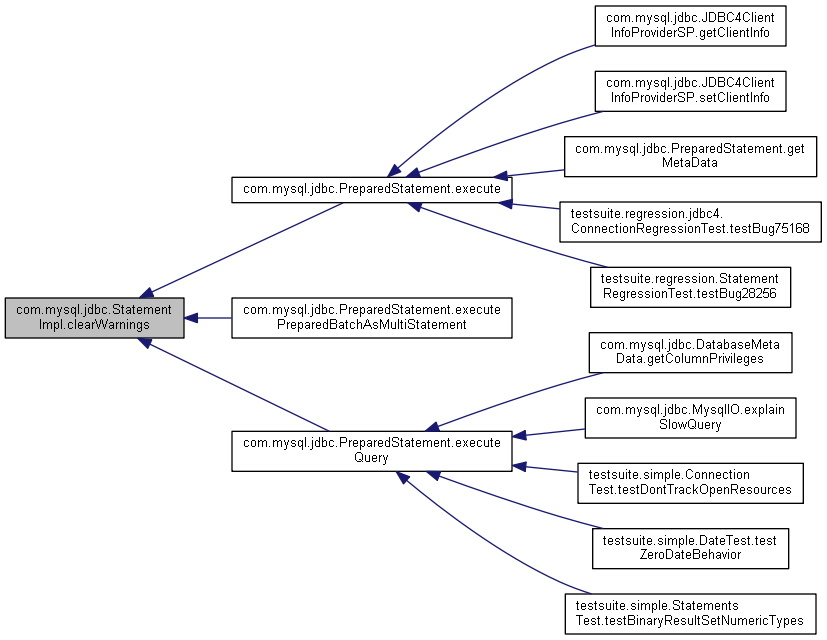 com.mysql.jdbc.JDBC4Client
InfoProviderSP.getClientInfo
com.mysql.jdbc.JDBC4Client
InfoProviderSP.setClientInfo
com.mysql.jdbc.PreparedStatement.get
MetaData
com.mysql.jdbc.PreparedStatement.execute
testsuite.regression.jdbc4.
ConnectionRegressionTest.testBug75168
testsuite.regression.Statement
RegressionTest.testBug28256
com.mysql.jdbc.Statement
Impl.clearWarnings
com.mysql.jdbc.PreparedStatement.execute
PreparedBatchAsMultiStatement
com.mysql.jdbc.DatabaseMeta
Data.getColumnPrivileges
com.mysql.jdbc.MysqlIO.explain
SlowQuery
com.mysql.jdbc.PreparedStatement.execute
Query
testsuite.simple.Connection
Test.testDontTrackOpenResources
testsuite.simple.DateTest.test
ZeroDateBehavior
testsuite.simple.Statements
Test.testBinaryResultSetNumericTypes